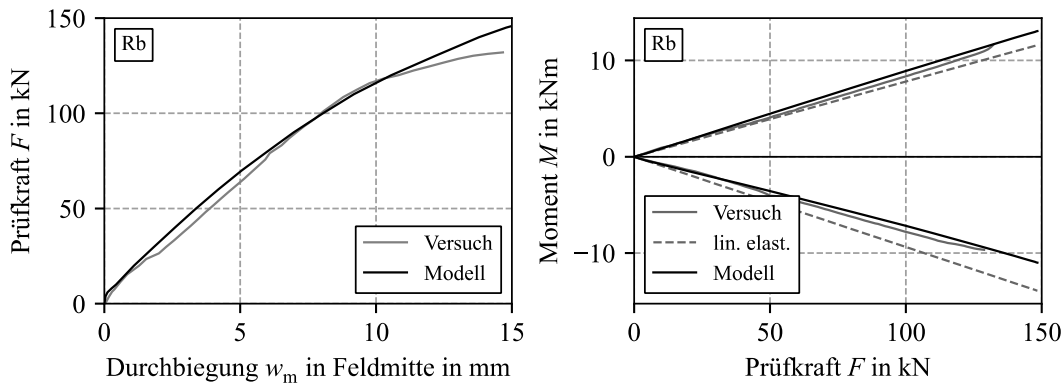 Rb
150
100
50
0
Prüfkraft F in kN
Versuch
Modell
0 5 10 15
Durchbiegung wm in Feldmitte in mm
Rb
10
0
−10
Moment M in kNm
Versuch
lin. elast.
Modell
0 50 100 150
Prüfkraft F in kN